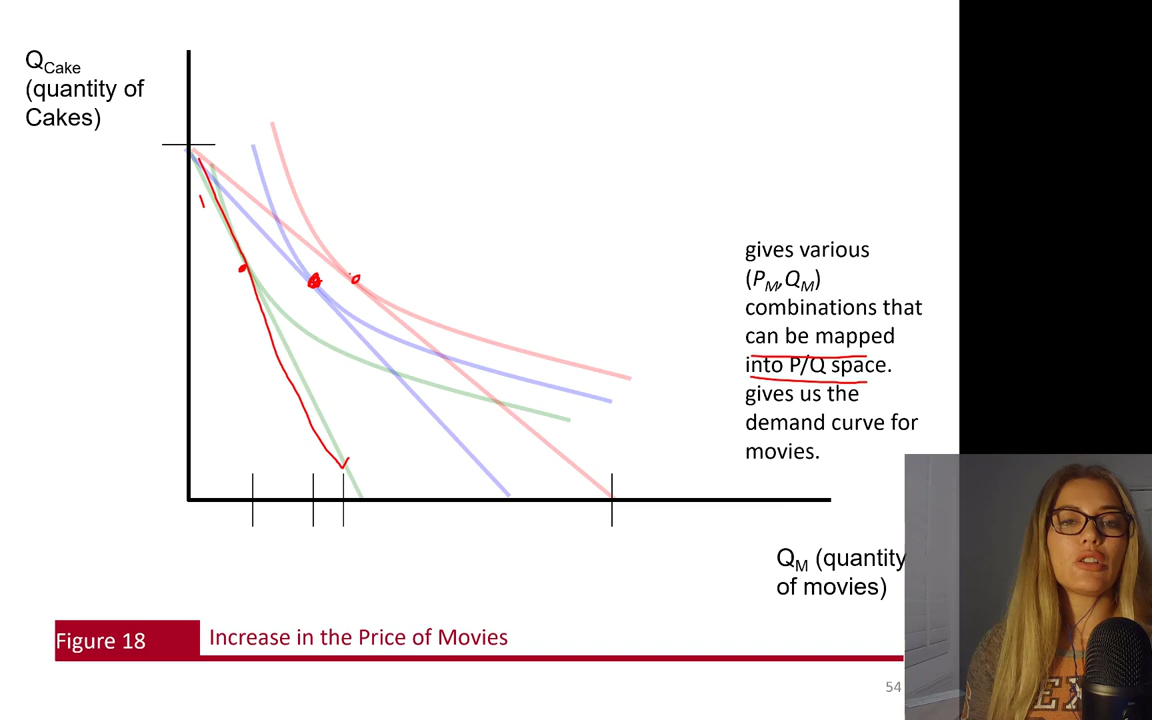 Q Cake
(quantity of
Cakes)
gives various
(PM,QM)
combinations that
can be mapped
into P/Q space.
gives us the
demand curve for
movies.
QM (quantity
of movies)
Figure 18
Increase in the Price of Movies
54